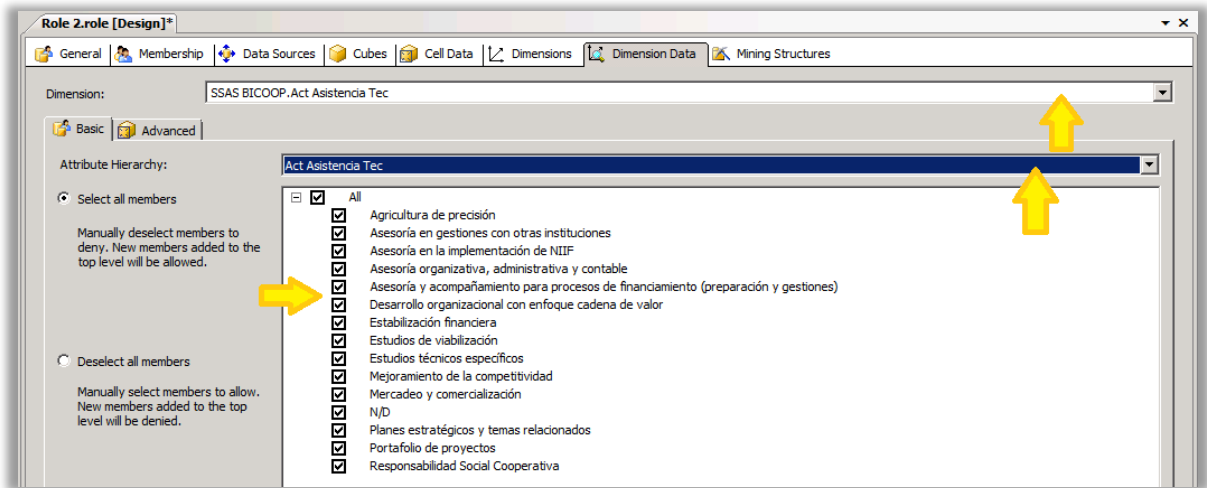 Role 2.role [Design]*
General Membership Data Sources Cubes Cell Data Dimensions Dimension Data Mining Structures
Dimension: SSAS BICOOP.Act Asistencia Tec
Basic Advanced
Attribute Hierarchy: Act Asistencia Tec
Select all members
Manually deselect members to
deny. New members added to the
top level will be allowed.
Deselect all members
Manually select members to allow.
New members added to the top
level will be denied.
All
Agricultura de precisión
Asesoría en gestiones con otras instituciones
Asesoría en la implementación de NIIF
Asesoría organizativa, administrativa y contable
Asesoría y acompañamiento para procesos de financiamiento (preparación y gestiones)
Desarrollo organizacional con enfoque cadena de valor
Estabilización financiera
Estudios de viabilización
Estudios técnicos específicos
Mejoramiento de la competitividad
Mercadeo y comercialización
N/D
Planes estratégicos y temas relacionados
Portafolio de proyectos
Responsabilidad Social Cooperativa